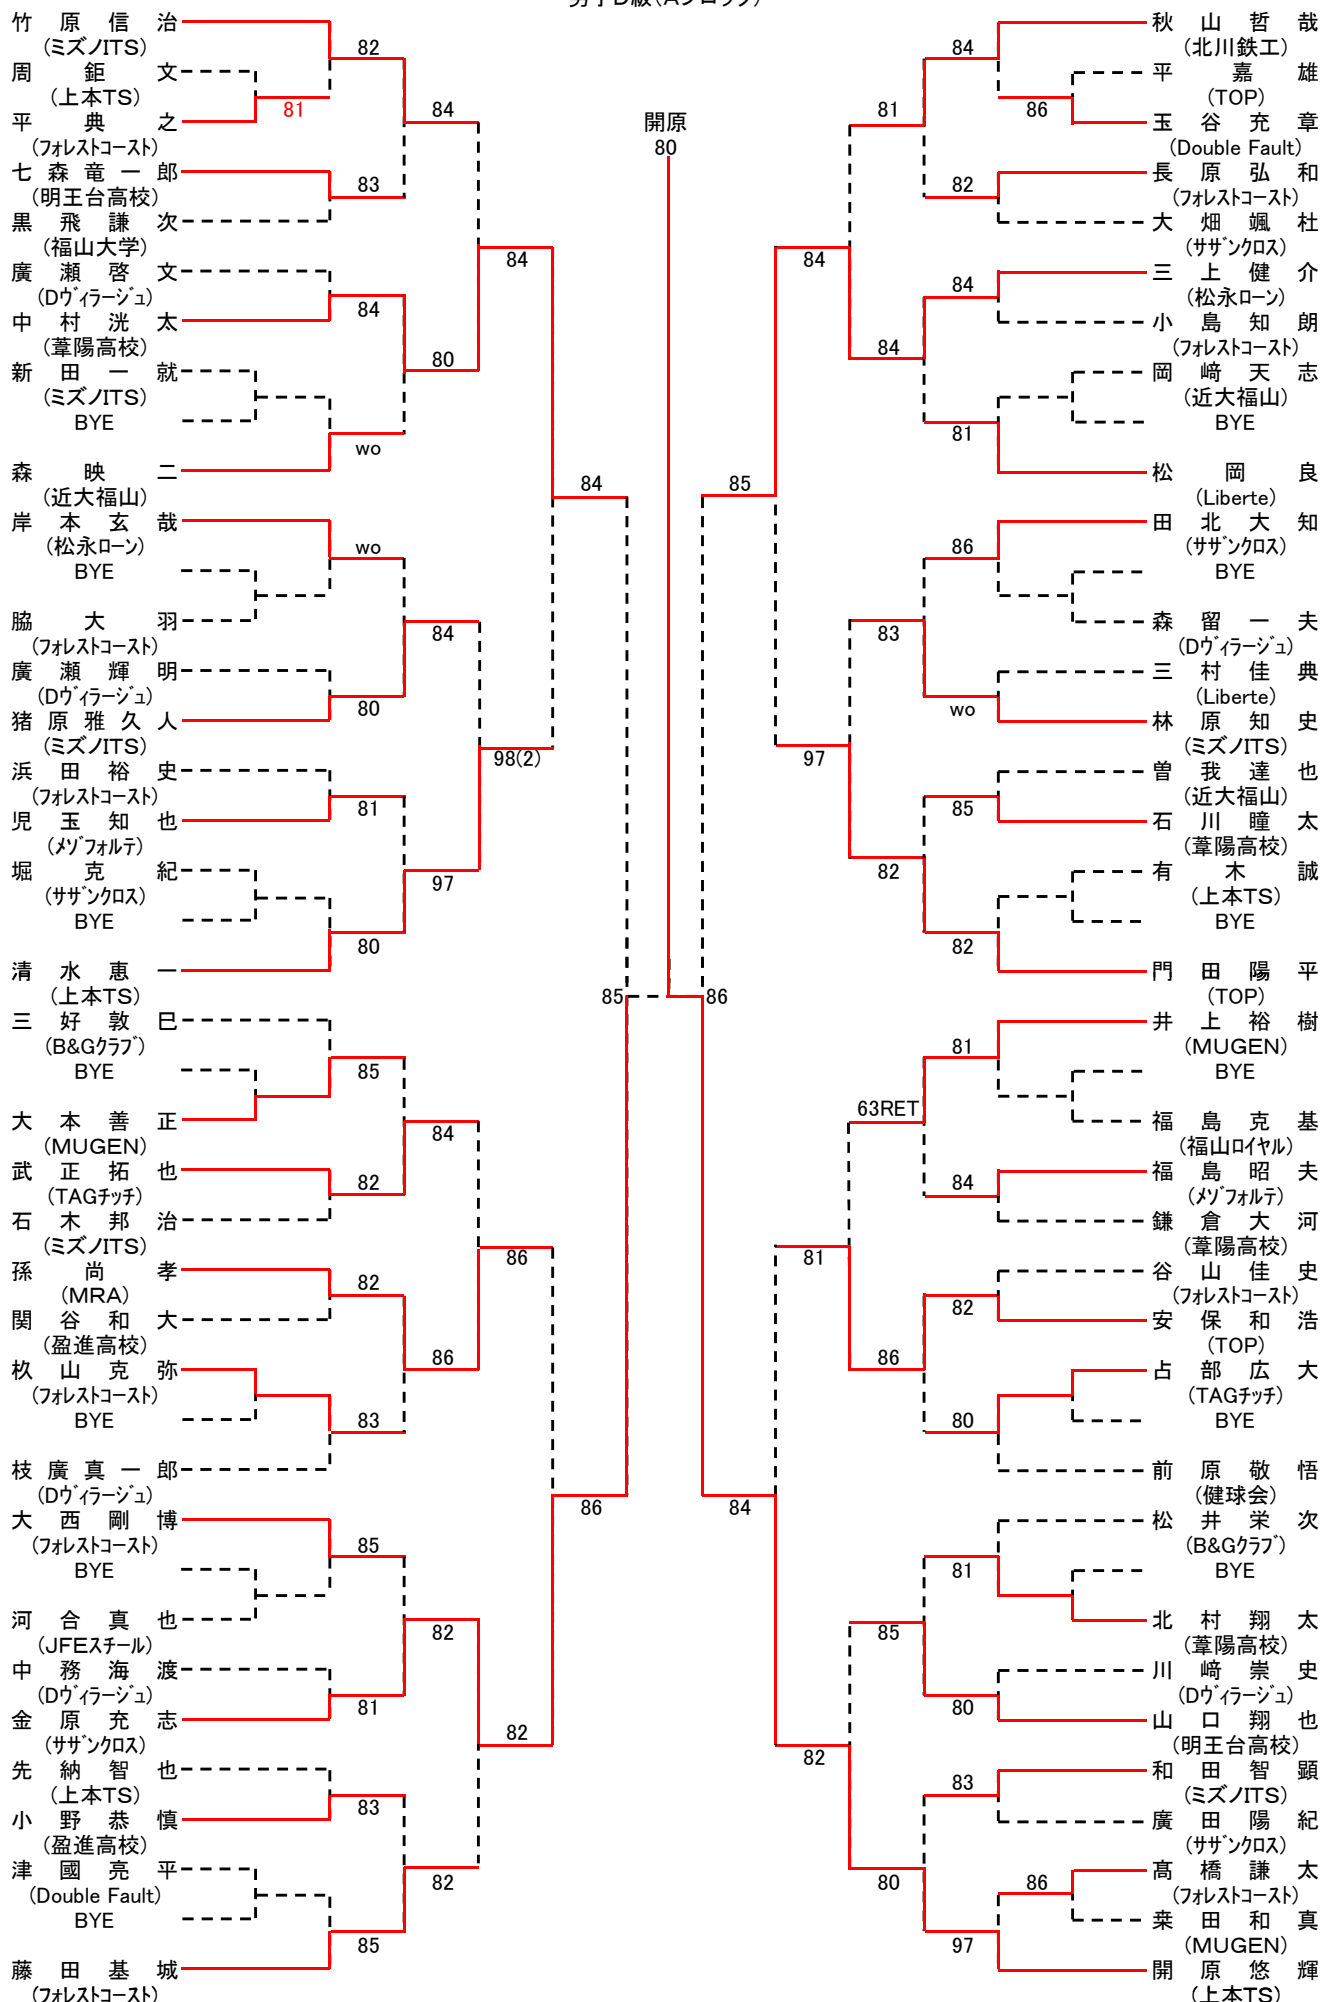 竹原信治
(ミズノITS)
周鉅文
(上本TS)
平典之
(フォレストコースト)
七森竜一郎
(明王台高校)
黒飛謙次
(福山大学)
廣瀬啓文
(Dヴィラージュ)
中村洸太
(葦陽高校)
新田一就
(ミズノITS)
BYE
森映二
(近大福山)
岸本玄哉
(松永ローン)
BYE
脇大羽
(フォレストコースト)
廣瀬輝明
(Dヴィラージュ)
猪原雅久人
(ミズノITS)
浜田裕史
(フォレストコースト)
児玉知也
(メゾフォルテ)
堀克紀
(サザンクロス)
BYE
清水恵一
(上本TS)
三好敦巳
(B&Gクラブ)
BYE
大本善正
(MUGEN)
武正拓也
(TAGチッチ)
石木邦治
(ミズノITS)
孫尚孝
(MRA)
関谷和大
(盈進高校)
杦山克弥
(フォレストコースト)
BYE
枝廣真一郎
(Dヴィラージュ)
大西剛博
(フォレストコースト)
BYE
河合真也
(JFEスチール)
中務海渡
(Dヴィラージュ)
金原充志
(サザンクロス)
先納智也
(上本TS)
小野恭慎
(盈進高校)
津國亮平
(Double Fault)
BYE
藤田基城
(フォレストコースト)
82
81
83
84
wo
wo
80
81
80
85
82
82
83
85
81
83
85
84
80
84
97
84
86
82
82
84
98(2)
86
82
84
86
85
開原
80
86
85
84
84
97
81
82
81
84
83
82
63RET
86
85
80
84
82
84
81
86
wo
85
82
81
84
82
80
81
80
83
97
86
86
秋山哲哉
(北川鉄工)
平嘉雄
(TOP)
玉谷充章
(Double Fault)
長原弘和
(フォレストコースト)
大畑颯杜
(サザンクロス)
三上健介
(松永ローン)
小島知朗
(フォレストコースト)
岡﨑天志
(近大福山)
BYE
松岡良
(Liberte)
田北大知
(サザンクロス)
BYE
森留一夫
(Dヴィラージュ)
三村佳典
(Liberte)
林原知史
(ミズノITS)
曽我達也
(近大福山)
石川瞳太
(葦陽高校)
有木誠
(上本TS)
BYE
門田陽平
(TOP)
井上裕樹
(MUGEN)
BYE
福島克基
(福山ロイヤル)
福島昭夫
(メゾフォルテ)
鎌倉大河
(葦陽高校)
谷山佳史
(フォレストコースト)
安保和浩
(TOP)
占部広大
(TAGチッチ)
BYE
前原敬悟
(健球会)
松井栄次
(B&Gクラブ)
BYE
北村翔太
(葦陽高校)
川﨑崇史
(Dヴィラージュ)
山口翔也
(明王台高校)
和田智顕
(ミズノITS)
廣田陽紀
(サザンクロス)
髙橋謙太
(フォレストコースト)
桒田和真
(MUGEN)
開原悠輝
(上本TS)